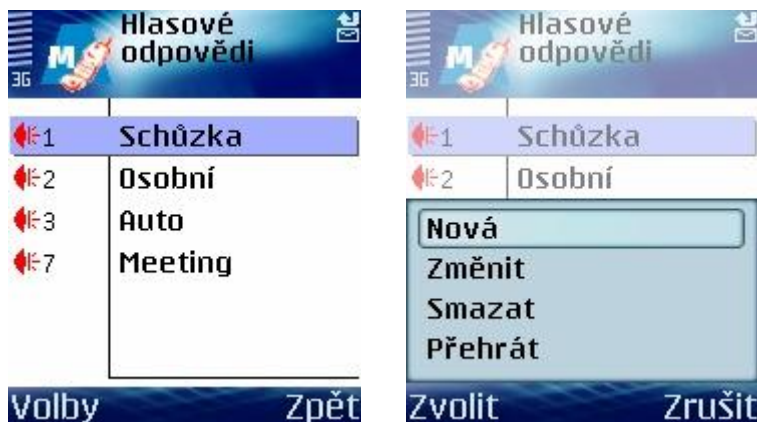 Hlasové
odpovědi
3G
1 Schůzka
2 Osobní
3 Auto
7 Meeting
Volby Zpět
Hlasové
odpovědi
3G
1 Schůzka
2 Osobní
Nová
Změnit
Smazat
Přehrát
Zvolit Zrušit